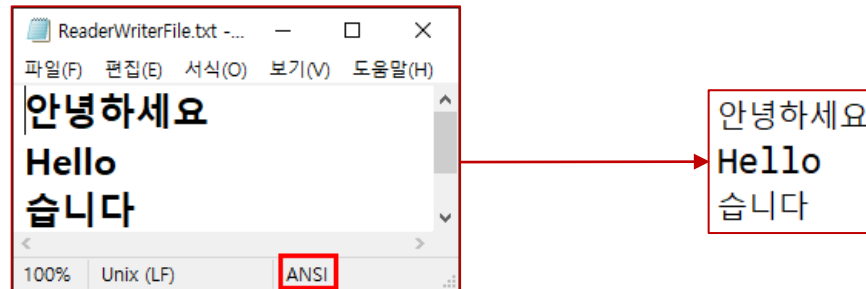 ReaderWriterFile.txt -...
파일(F) 편집(E) 서식(O) 보기(V) 도움말(H)
안녕하세요
Hello
습니다
100% Unix (LF) ANSI
안녕하세요
Hello
습니다